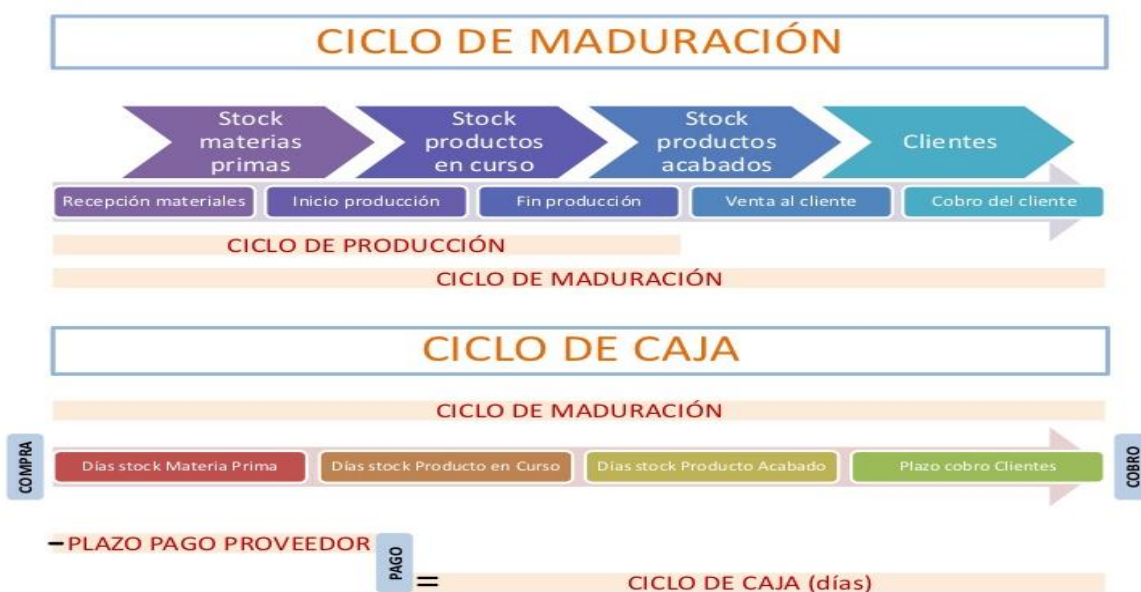 CICLO DE MADURACIÓN
Stock
materias
primas
Stock
productos
en curso
Stock
productos
acabados
Clientes
Recepción materiales
Inicio producción
Fin producción
Venta al cliente
Cobro del cliente
CICLO DE PRODUCCIÓN
CICLO DE MADURACIÓN
CICLO DE CAJA
CICLO DE MADURACIÓN
COMPRA
Días stock Materia Prima
Días stock Producto en Curso
Días stock Producto Acabado
Plazo cobro Clientes
COBRO
-PLAZO PAGO PROVEEDOR
PAGO
=
CICLO DE CAJA (días)